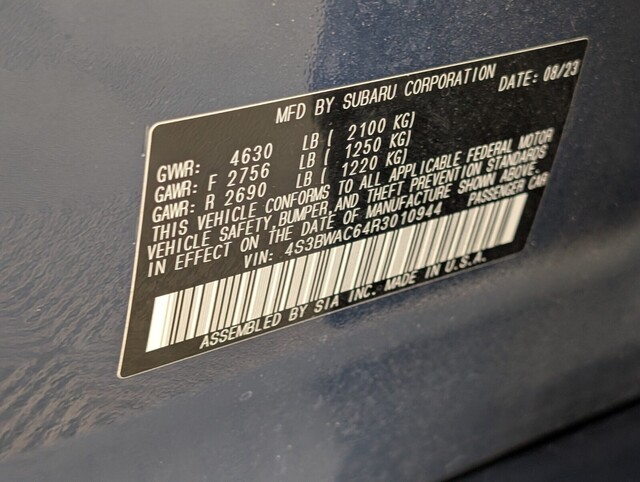 MFD BY SUBARU CORPORATION DATE: 08/23
GVWR: 4630 LB ( 2100 KG)
GAWR: F 2756 LB ( 1250 KG)
GAWR: R 2690 LB ( 1220 KG)
THIS VEHICLE CONFORMS TO ALL APPLICABLE FEDERAL MOTOR
VEHICLE SAFETY,BUMPER,AND THEFT PREVENTION STANDARDS
IN EFFECT ON THE DATE OF MANUFACTURE SHOWN ABOVE.
VIN: 4S3BWAC64R3010944 PASSENGER CAR
ASSEMBLED BY SIA INC. MADE IN U.S.A.